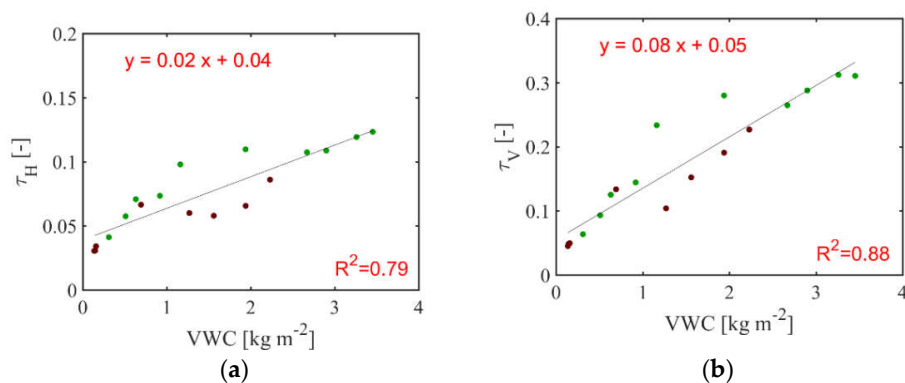 y = 0.02 x + 0.04
0.2
0.15
0.1
0.05
0
τH [-]
R²=0.79
0 1 2 3 4
VWC [kg m⁻²]
(a)
y = 0.08 x + 0.05
0.4
0.3
0.2
0.1
0
τV [-]
R²=0.88
0 1 2 3 4
VWC [kg m⁻²]
(b)